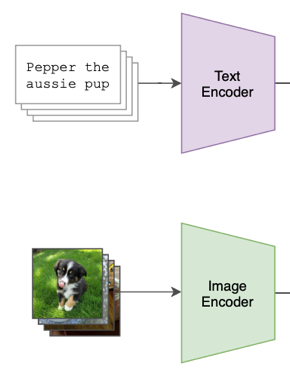 Pepper the
aussie pup
Text
Encoder
Image
Encoder